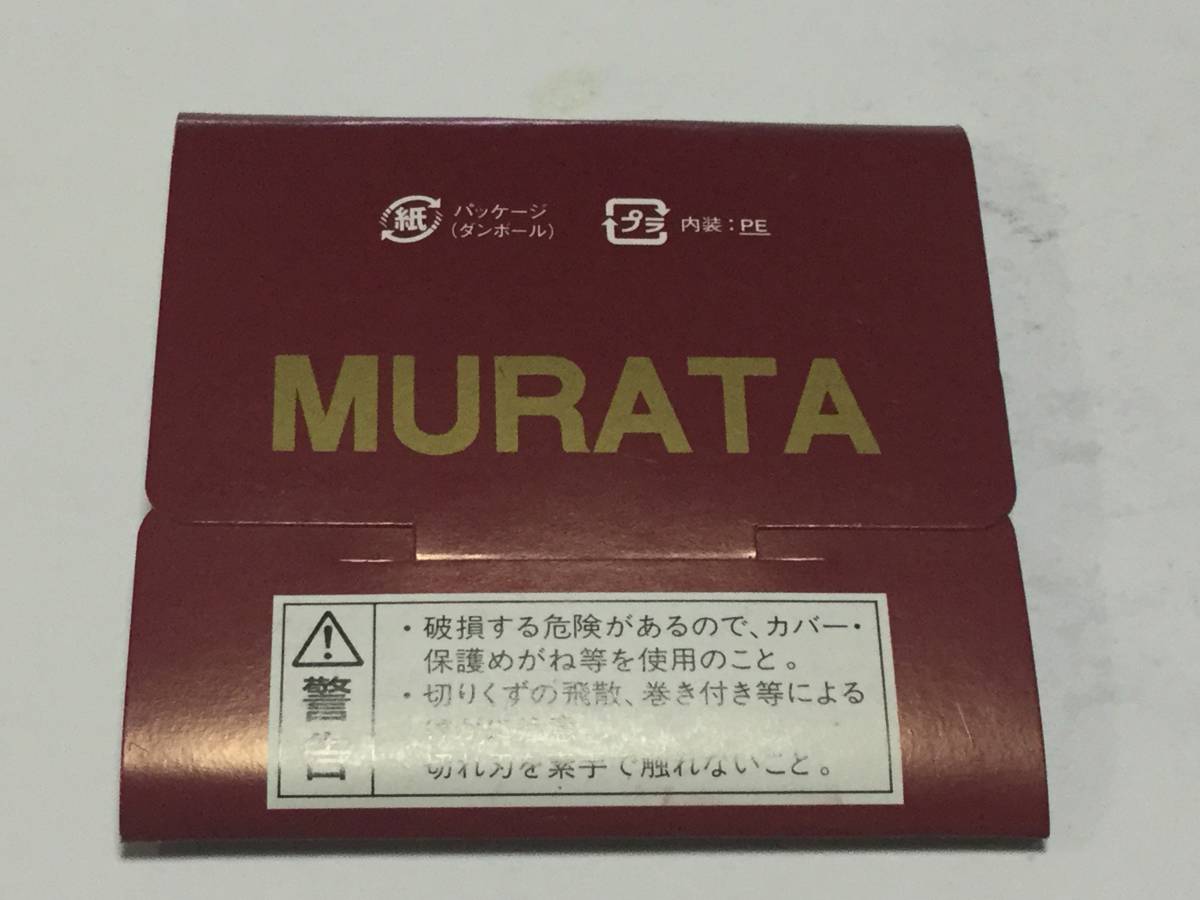 紙 パッケージ
(ダンボール)
プラ 内装：PE
MURATA
警告
・破損する危険があるので、カバー・
保護めがね等を使用のこと。
・切りくずの飛散、巻き付き等による
切れ刃を素手で触れないこと。